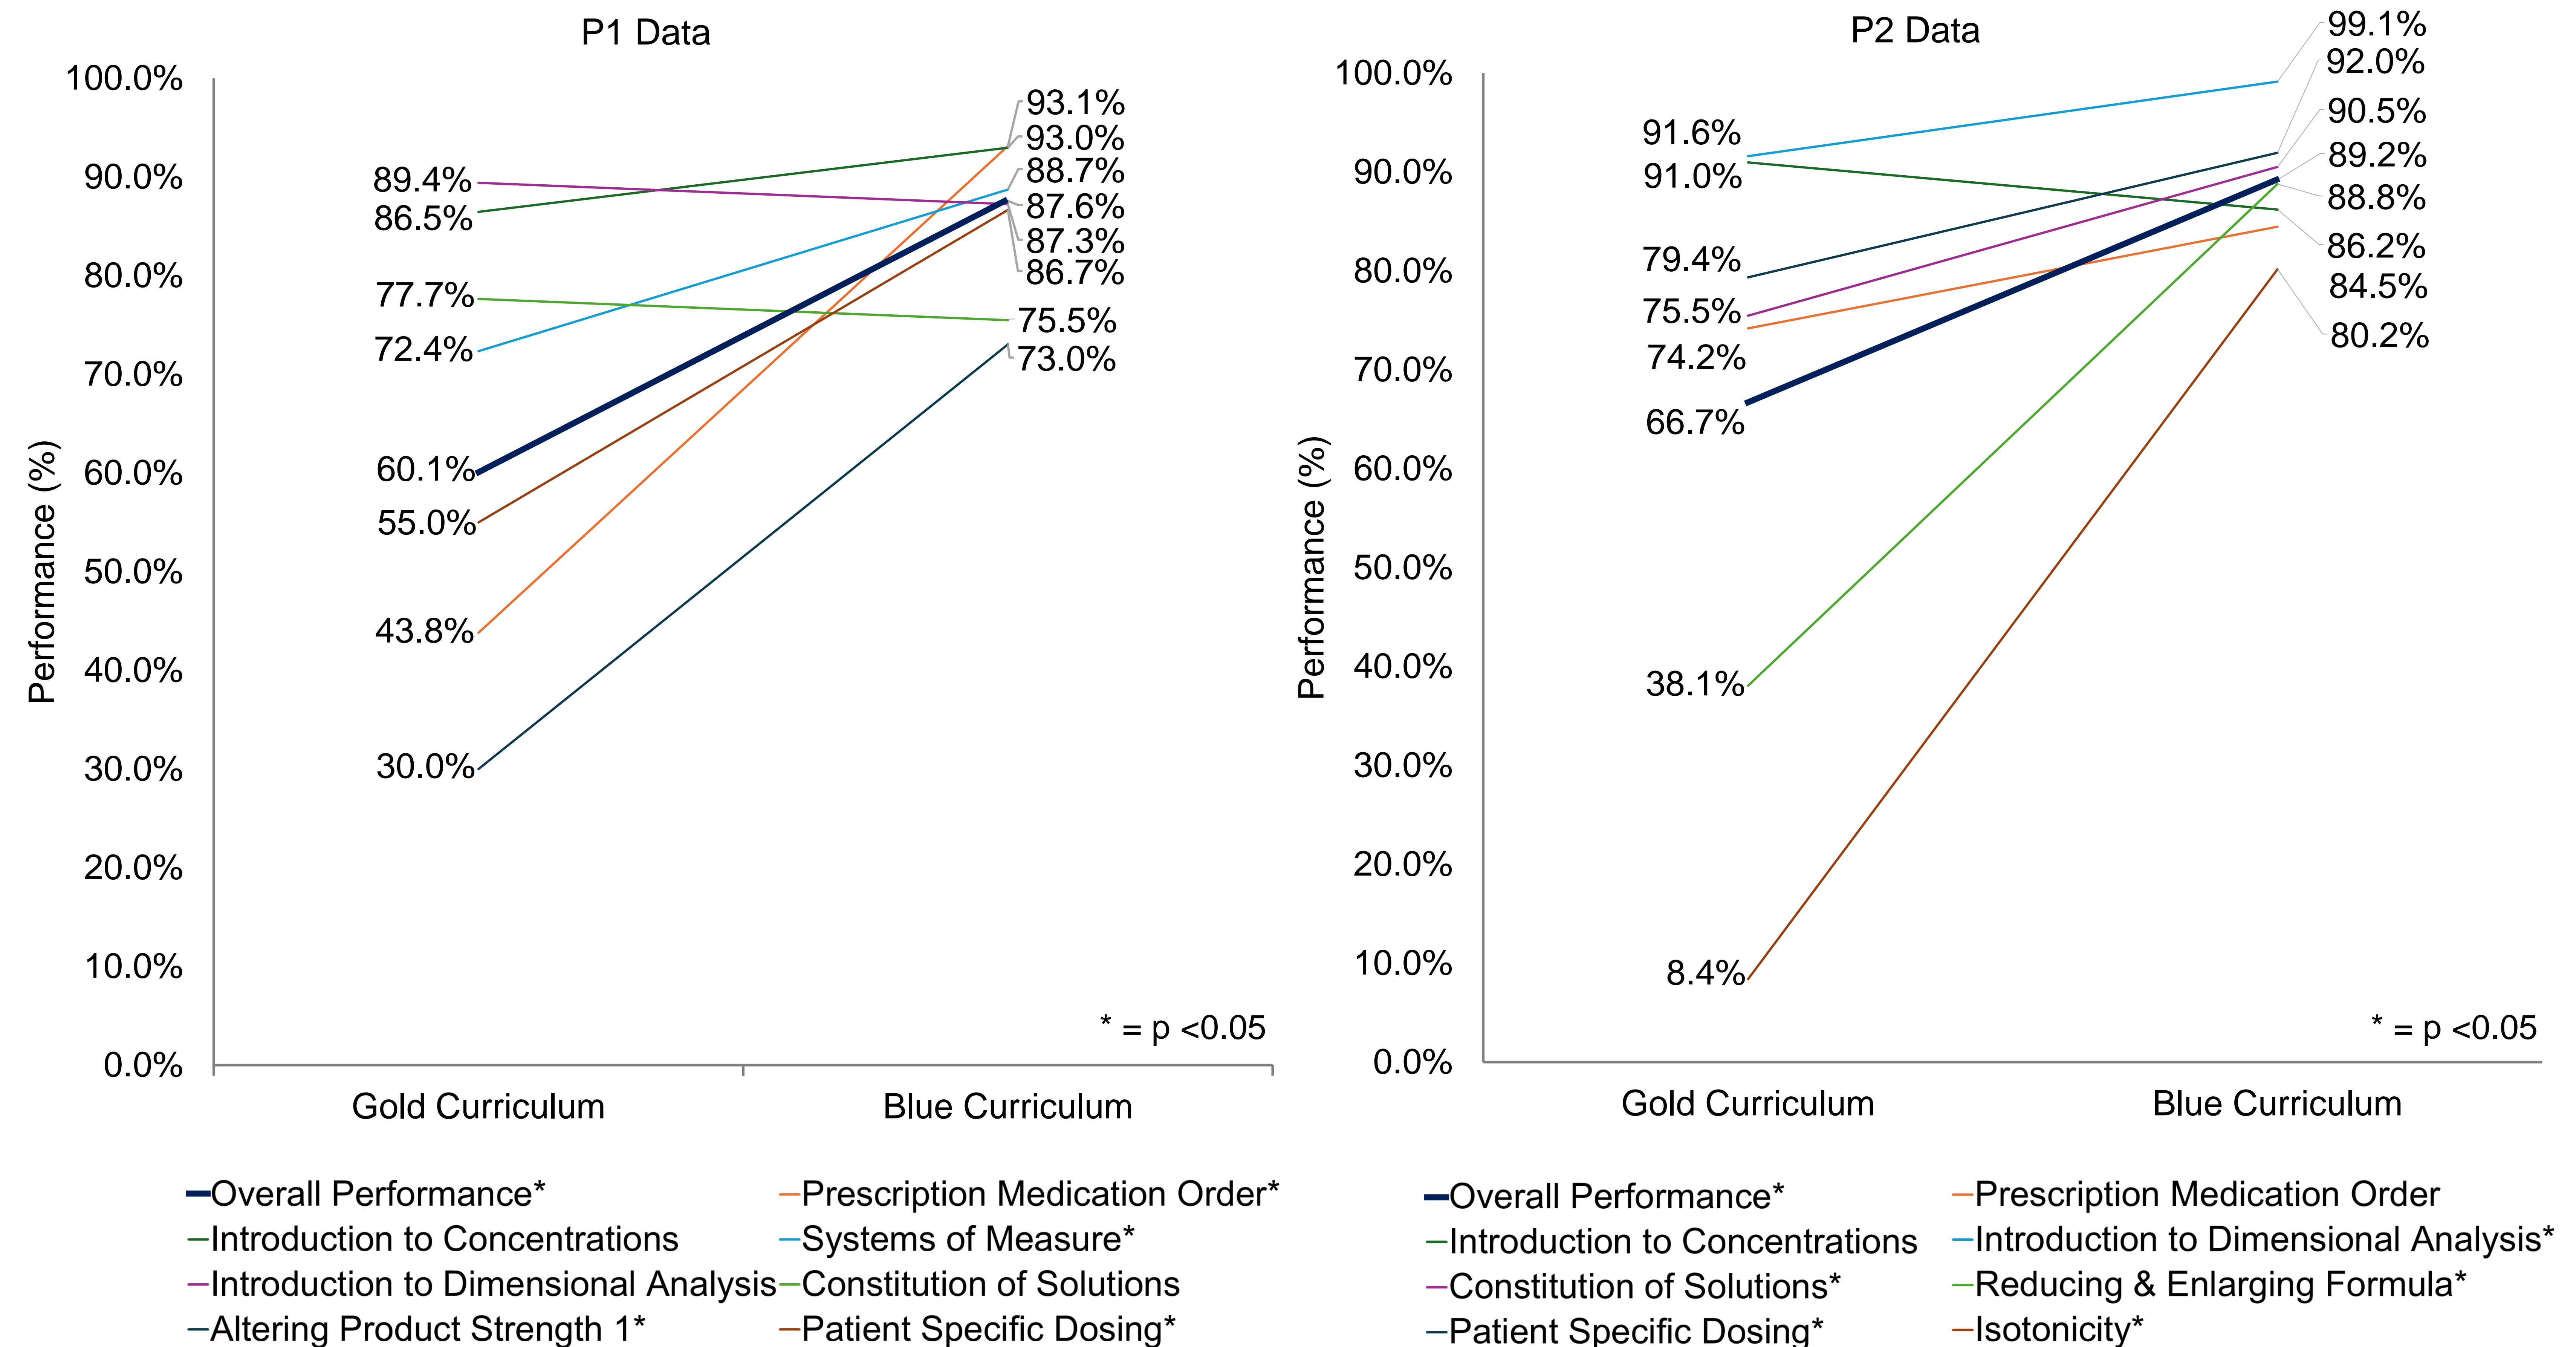 P1 Data
100.0%
90.0%
80.0%
70.0%
60.0%
50.0%
40.0%
30.0%
20.0%
10.0%
0.0%
Performance (%)
89.4%
86.5%
77.7%
72.4%
60.1%
55.0%
43.8%
30.0%
93.1%
93.0%
88.7%
87.6%
87.3%
86.7%
75.5%
73.0%
* = p <0.05
Gold Curriculum
Blue Curriculum
Overall Performance*
Prescription Medication Order*
Introduction to Concentrations
Systems of Measure*
Introduction to Dimensional Analysis
Constitution of Solutions
Altering Product Strength 1*
Patient Specific Dosing*
P2 Data
100.0%
90.0%
80.0%
70.0%
60.0%
50.0%
40.0%
30.0%
20.0%
10.0%
0.0%
Performance (%)
91.6%
91.0%
79.4%
75.5%
74.2%
66.7%
38.1%
8.4%
99.1%
92.0%
90.5%
89.2%
88.8%
86.2%
84.5%
80.2%
* = p <0.05
Gold Curriculum
Blue Curriculum
Overall Performance*
Prescription Medication Order
Introduction to Concentrations
Introduction to Dimensional Analysis*
Constitution of Solutions*
Reducing & Enlarging Formula*
Patient Specific Dosing*
Isotonicity*